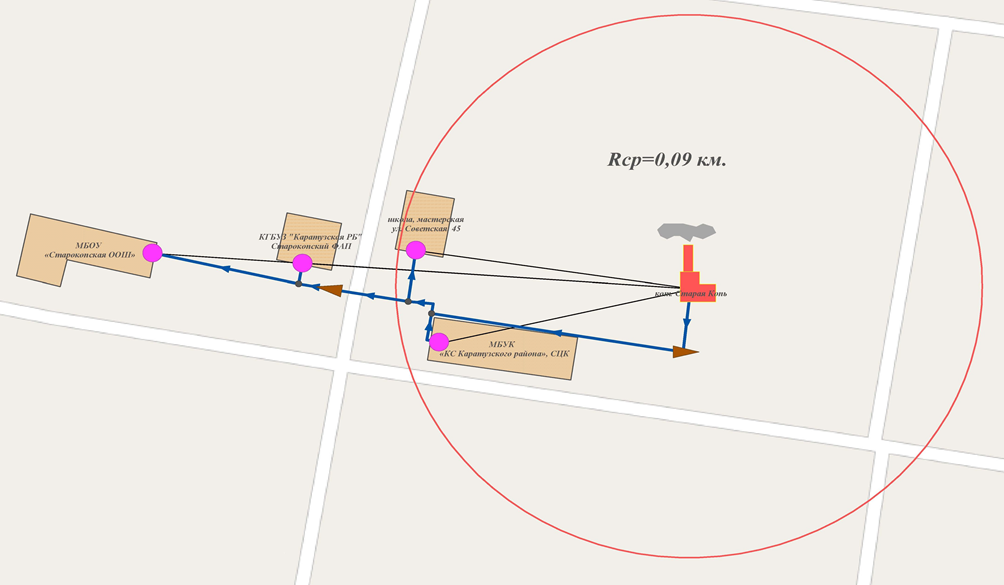 Rср=0,09 км.
школа, мастерская
ул. Советская, 45
КГБУЗ "Каратузская РБ"
Старокопский ФАП
МБОУ
«Старокопская ООШ»
кот. Старая Копь
МБУК
«КС Каратузского района», СЦК